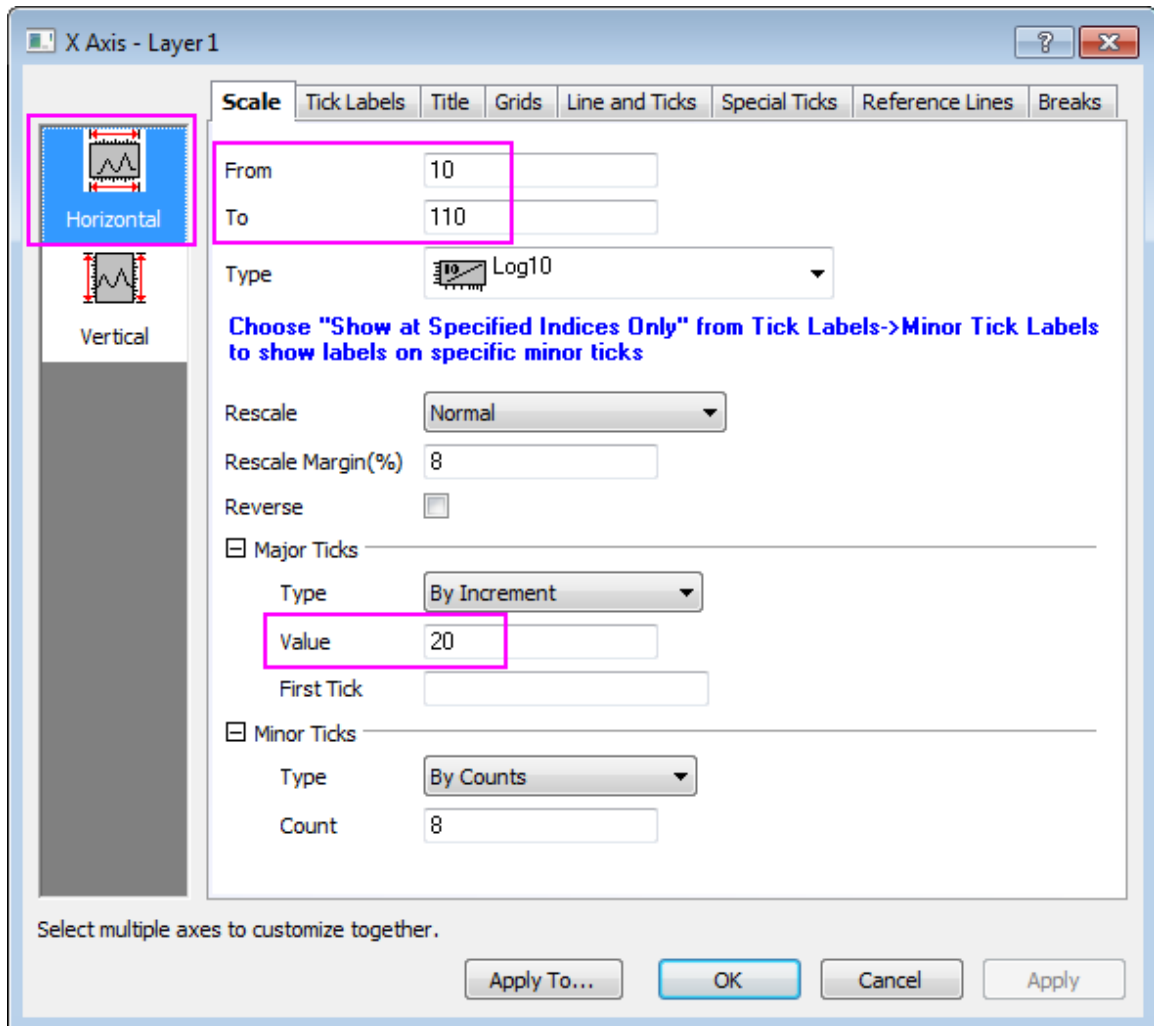 X Axis - Layer 1
Scale Tick Labels Title Grids Line and Ticks Special Ticks Reference Lines Breaks
Horizontal
Vertical
From 10
To 110
Type 10 Log10
Choose "Show at Specified Indices Only" from Tick Labels->Minor Tick Labels
to show labels on specific minor ticks
Rescale Normal
Rescale Margin(%) 8
Reverse
Major Ticks
Type By Increment
Value 20
First Tick
Minor Ticks
Type By Counts
Count 8
Select multiple axes to customize together.
Apply To... OK Cancel Apply